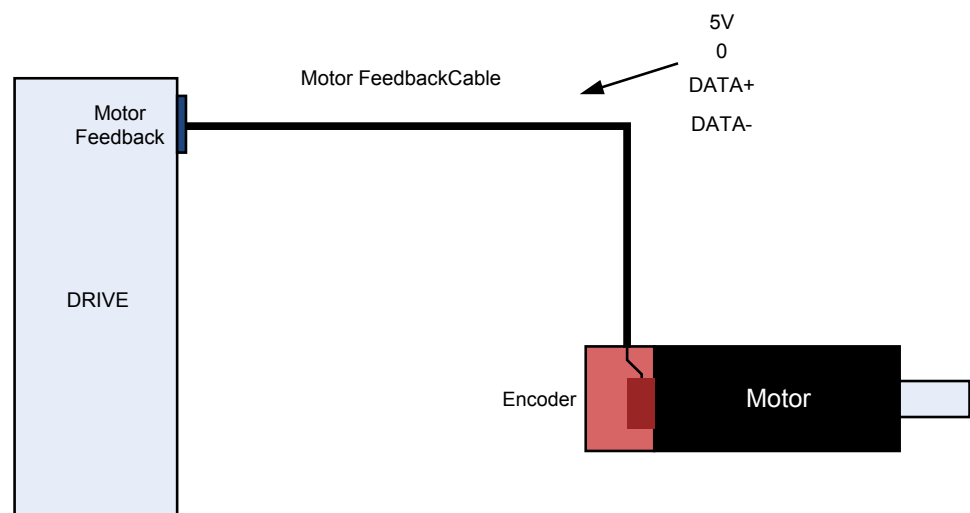 5V
0
Motor FeedbackCable
DATA+
DATA-
Motor
Feedback
DRIVE
Encoder
Motor